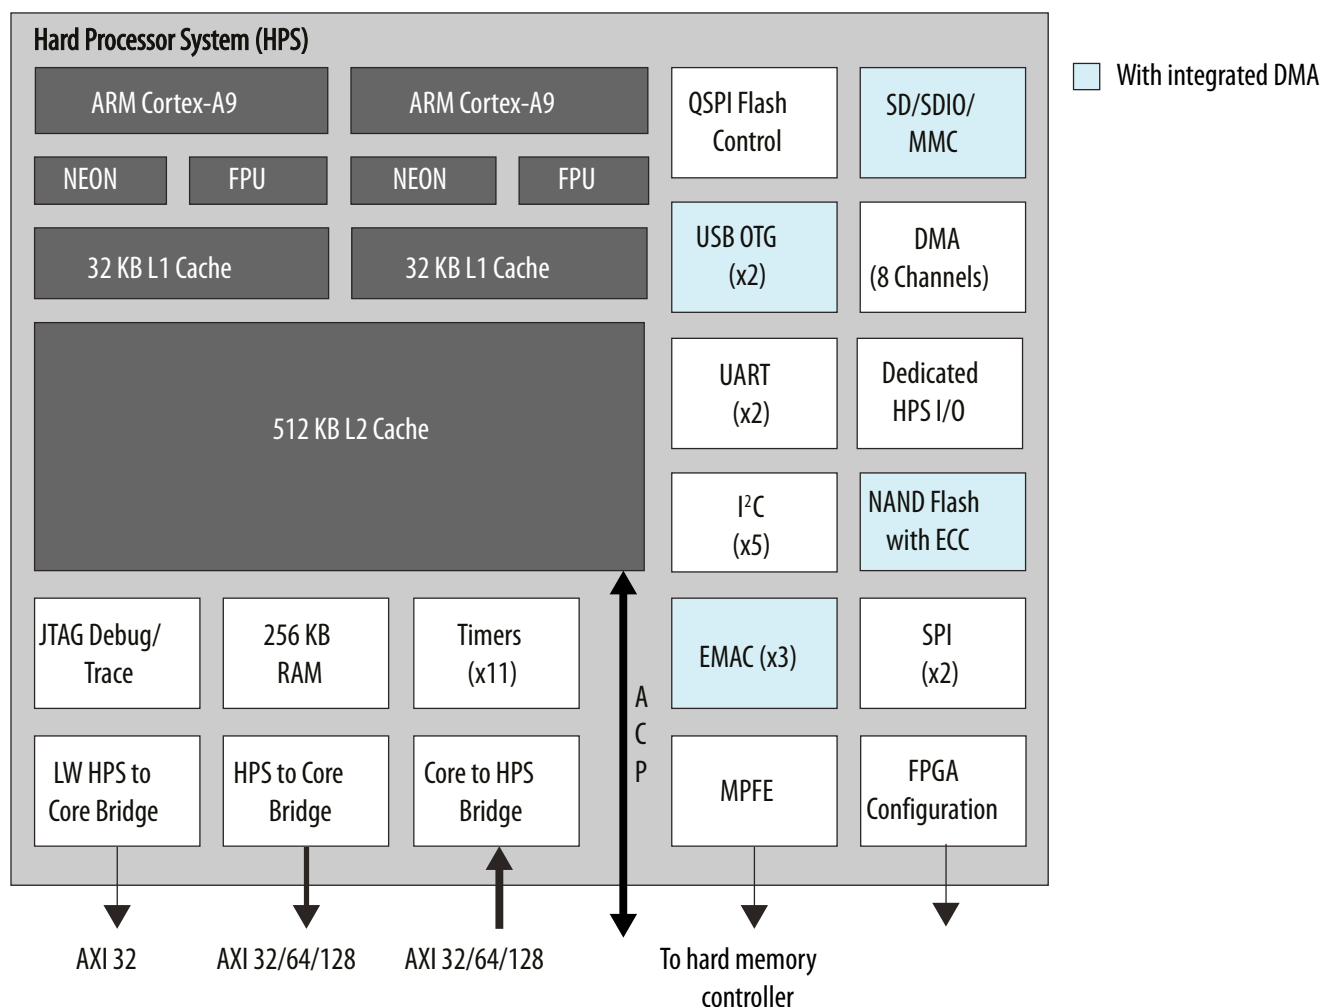 Hard Processor System (HPS)
With integrated DMA
ARM Cortex-A9
ARM Cortex-A9
QSPI Flash
Control
SD/SDIO/
MMC
NEON
FPU
NEON
FPU
32 KB L1 Cache
32 KB L1 Cache
USB OTG
(x2)
DMA
(8 Channels)
512 KB L2 Cache
UART
(x2)
Dedicated
HPS I/O
I²C
(x5)
NAND Flash
with ECC
JTAG Debug/
Trace
256 KB
RAM
Timers
(x11)
A
C
P
EMAC (x3)
SPI
(x2)
LW HPS to
Core Bridge
HPS to Core
Bridge
Core to HPS
Bridge
MPFE
FPGA
Configuration
AXI 32
AXI 32/64/128
AXI 32/64/128
To hard memory
controller